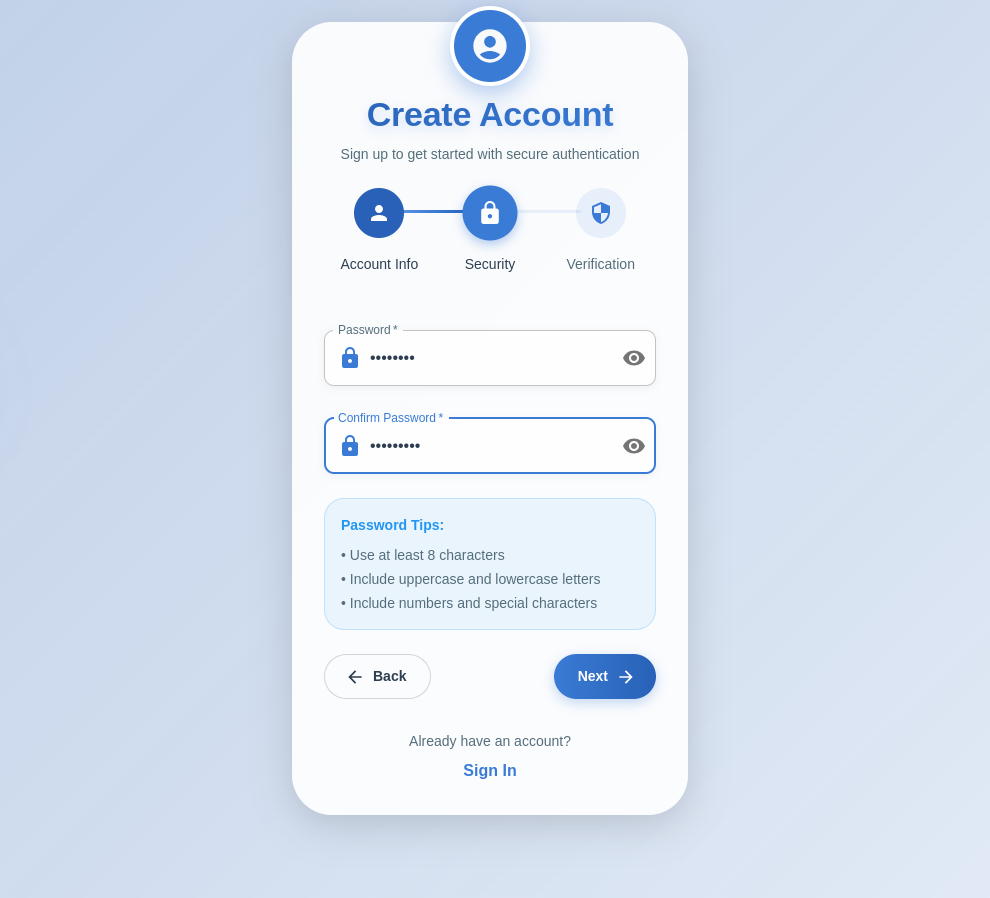 Create Account
Sign up to get started with secure authentication
Account Info
Security
Verification
Password *
••••••••
Confirm Password *
•••••••••
Password Tips:
• Use at least 8 characters
• Include uppercase and lowercase letters
• Include numbers and special characters
Back
Next
Already have an account?
Sign In